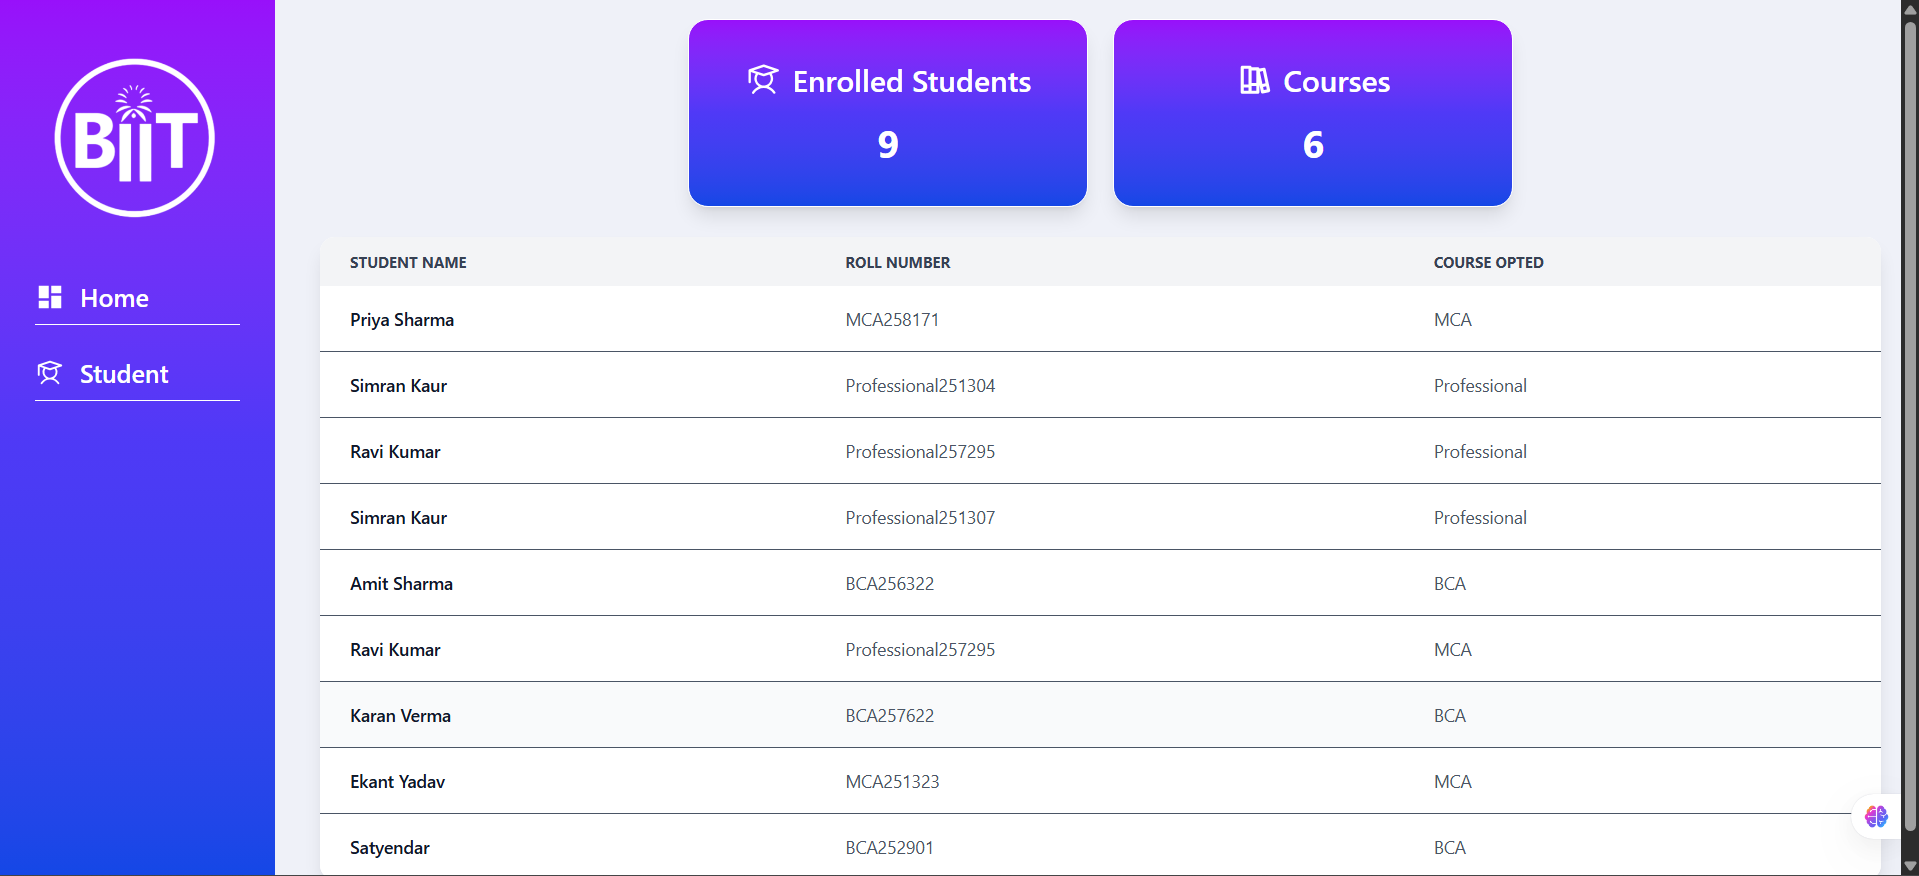 BIIT
Home
Student
Enrolled Students
9
Courses
6
STUDENT NAME ROLL NUMBER COURSE OPTED
Priya Sharma MCA258171 MCA
Simran Kaur Professional251304 Professional
Ravi Kumar Professional257295 Professional
Simran Kaur Professional251307 Professional
Amit Sharma BCA256322 BCA
Ravi Kumar Professional257295 MCA
Karan Verma BCA257622 BCA
Ekant Yadav MCA251323 MCA
Satyendar BCA252901 BCA